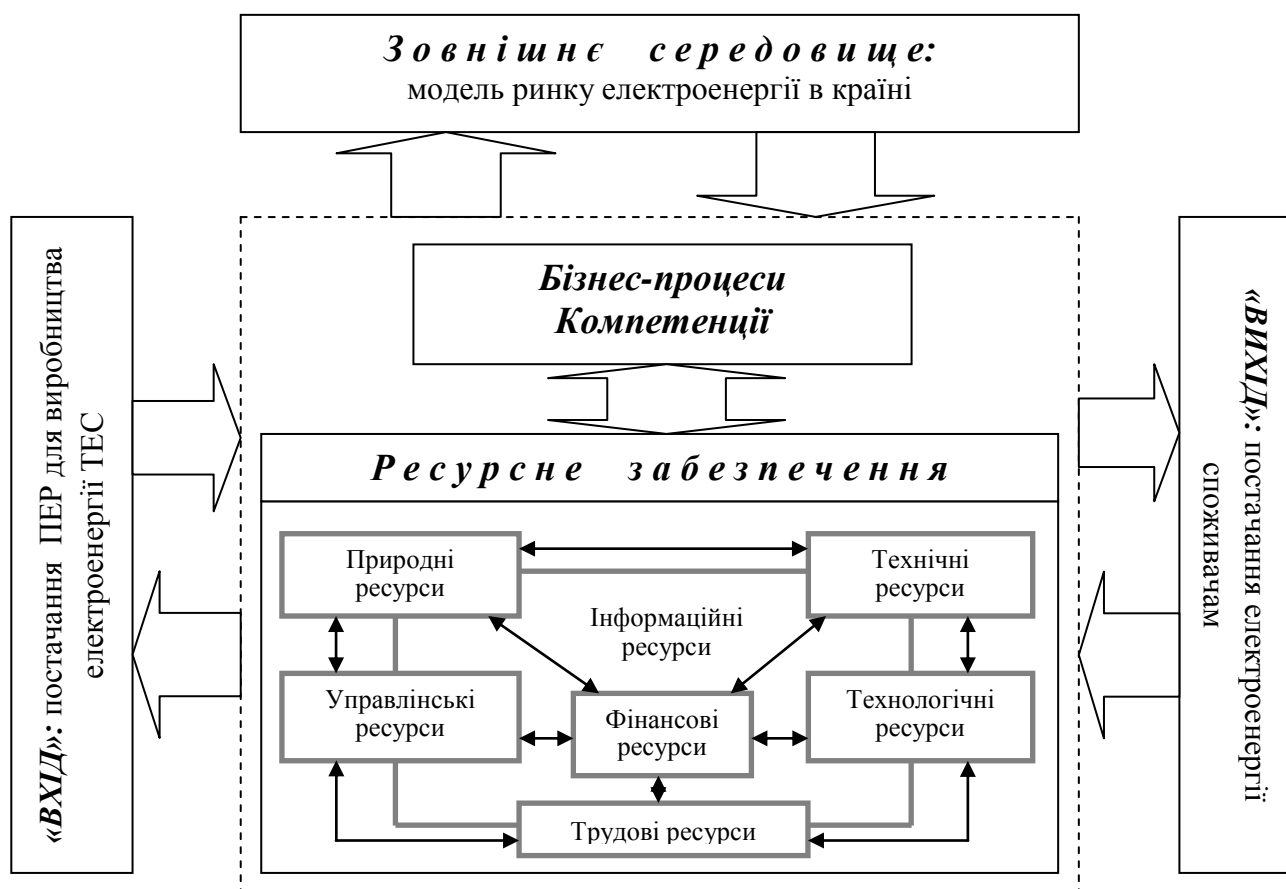 Зовнішнє середовище:
модель ринку електроенергії в країні
«ВХІД»: постачання ПЕР для виробництва
електроенергії ТЕС
Бізнес-процеси
Компетенції
Ресурсне забезпечення
Природні
ресурси
Технічні
ресурси
Інформаційні
ресурси
Управлінські
ресурси
Фінансові
ресурси
Технологічні
ресурси
Трудові ресурси
«ВИХІД»: постачання електроенергії
споживачам